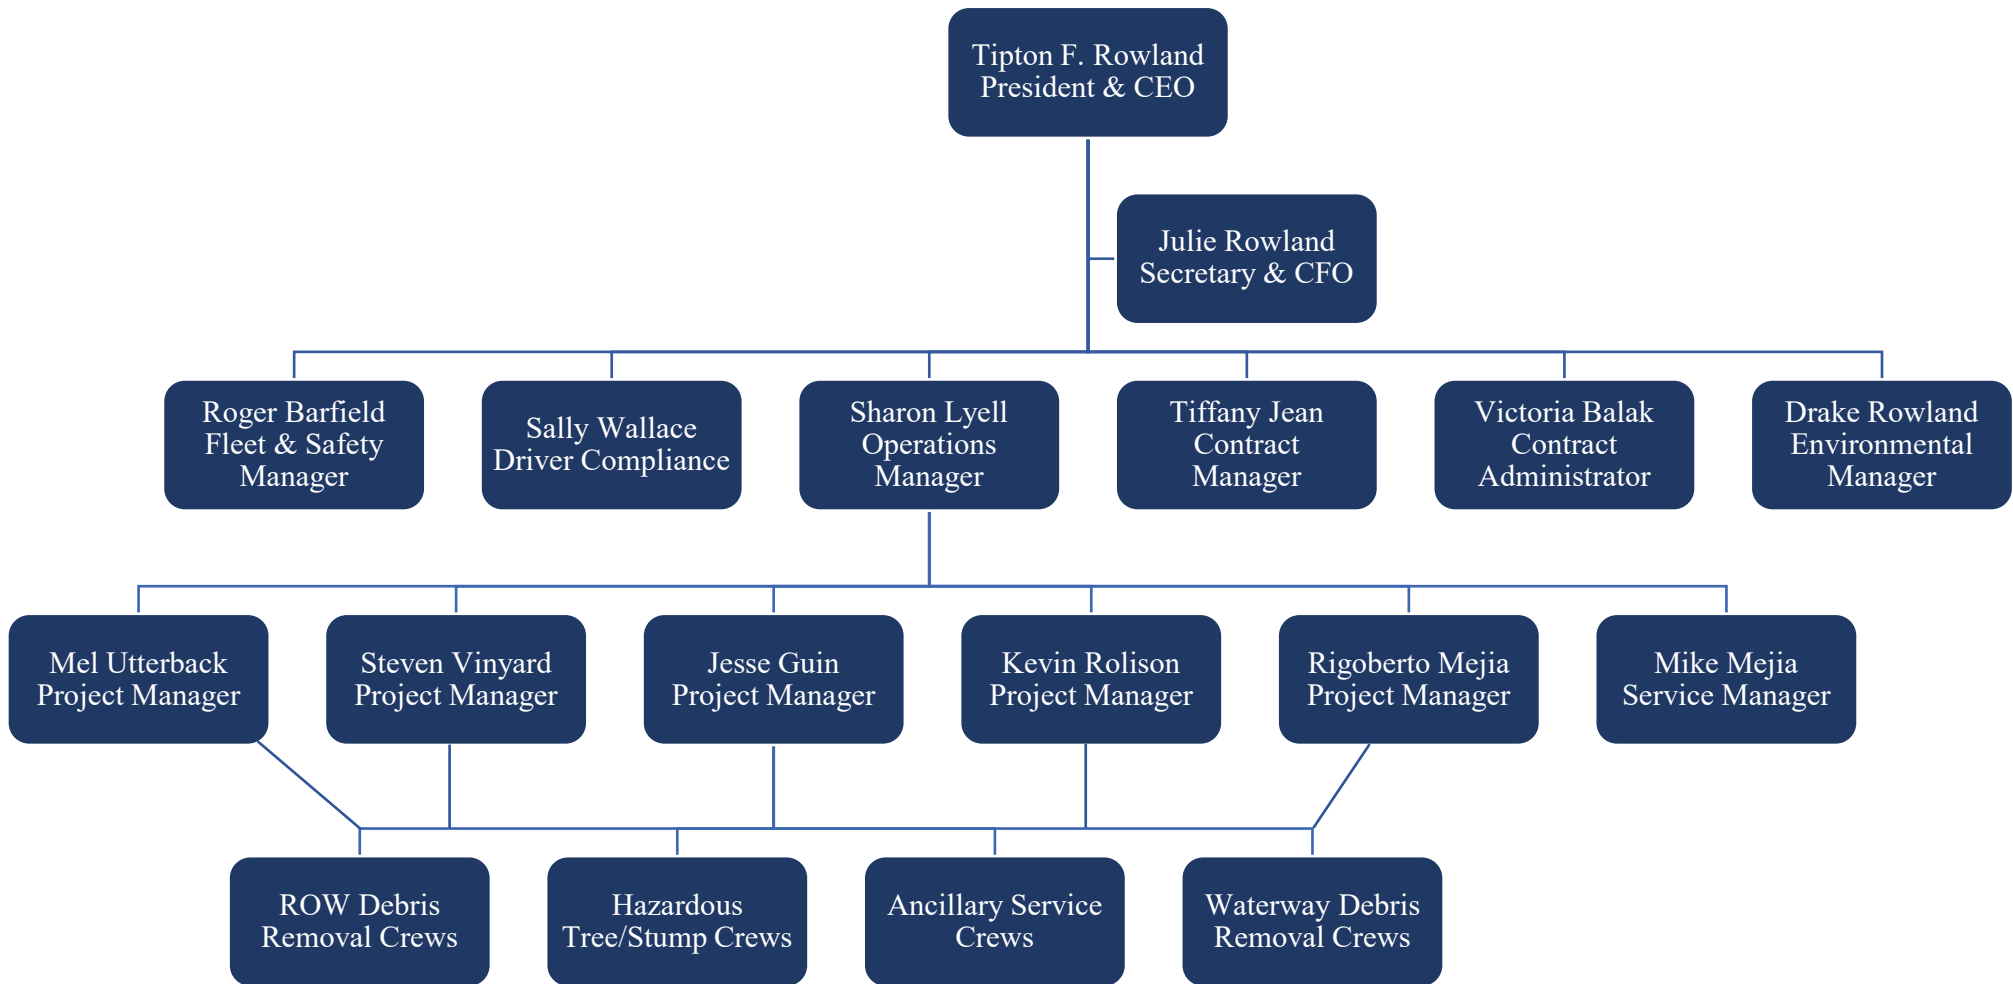 Tipton F. Rowland
President & CEO
Julie Rowland
Secretary & CFO
Roger Barfield
Fleet & Safety
Manager
Sally Wallace
Driver Compliance
Sharon Lyell
Operations
Manager
Tiffany Jean
Contract
Manager
Victoria Balak
Contract
Administrator
Drake Rowland
Environmental
Manager
Mel Utterback
Project Manager
Steven Vinyard
Project Manager
Jesse Guin
Project Manager
Kevin Rolison
Project Manager
Rigoberto Mejia
Project Manager
Mike Mejia
Service Manager
ROW Debris
Removal Crews
Hazardous
Tree/Stump Crews
Ancillary Service
Crews
Waterway Debris
Removal Crews